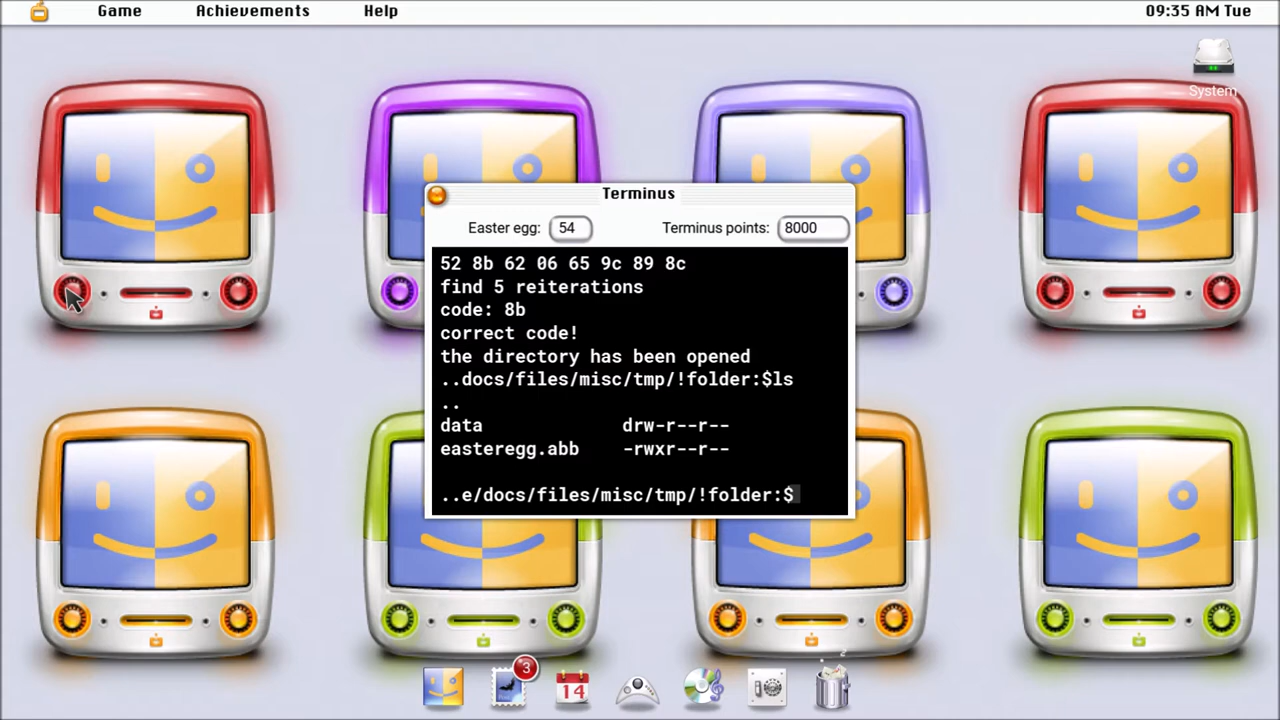 Game Achievements Help 09:35 AM Tue
System
Terminus
Easter egg: 54 Terminus points: 8000
52 8b 62 06 65 9c 89 8c
find 5 reiterations
code: 8b
correct code!
the directory has been opened
..docs/files/misc/tmp/!folder:$ls
..
data drw-r--r--
easteregg.abb -rwxr--r--
..e/docs/files/misc/tmp/!folder:$
3
14
2